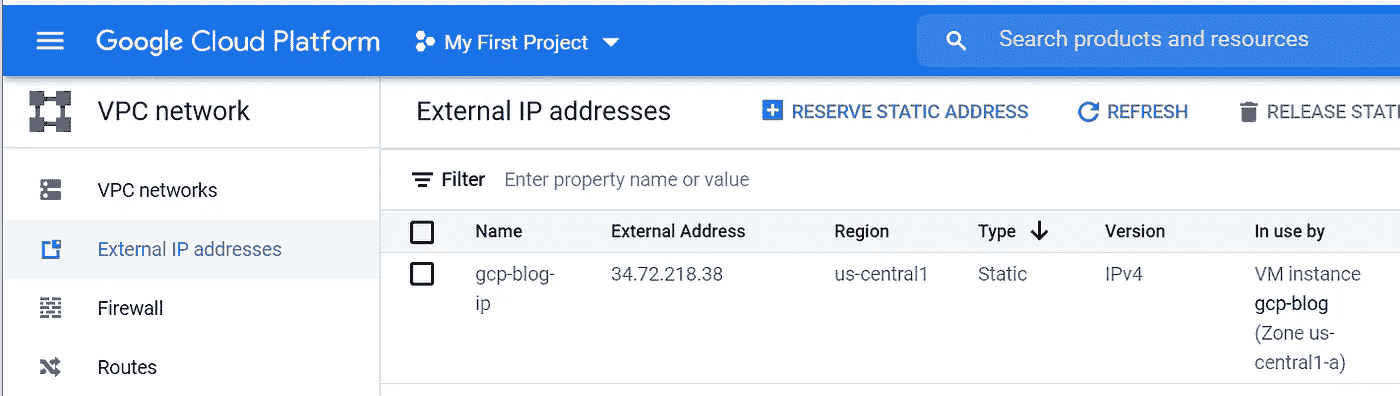 Google Cloud Platform My First Project Search products and resources
VPC network External IP addresses RESERVE STATIC ADDRESS REFRESH RELEASE STATI
VPC networks
External IP addresses
Firewall
Routes
Filter Enter property name or value
Name External Address Region Type Version In use by
gcp-blog- 34.72.218.38 us-central1 Static IPv4 VM instance
ip gcp-blog
(Zone us-
central1-a)